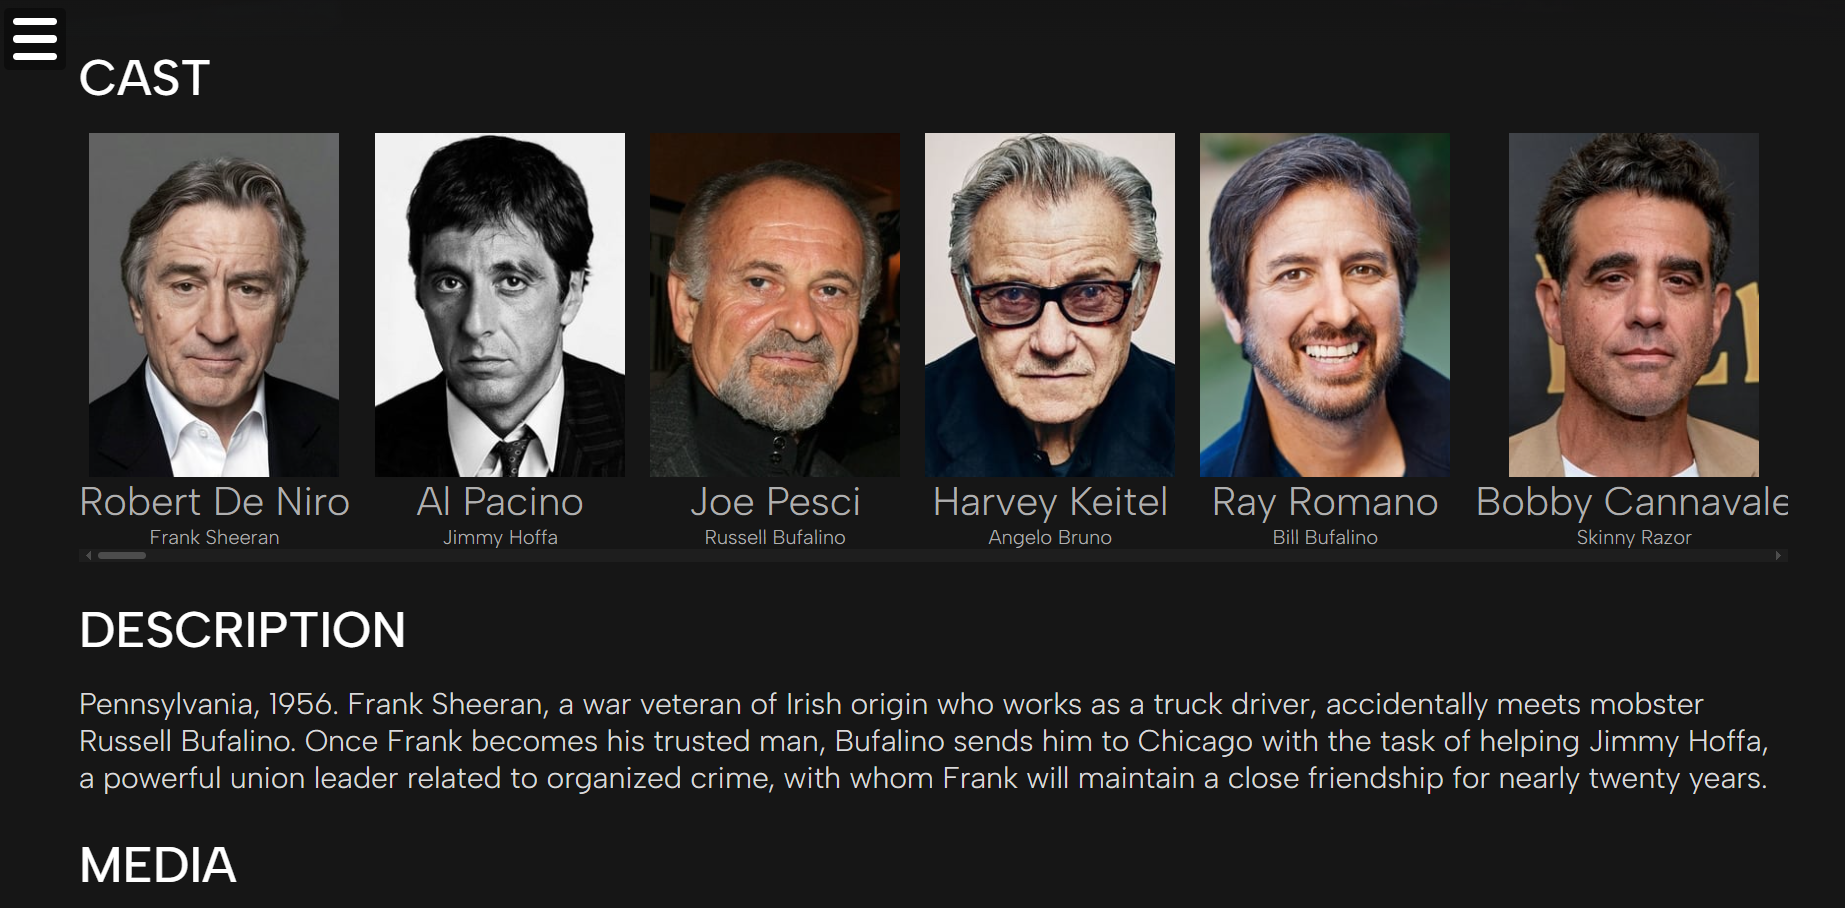 CAST
Robert De Niro
Frank Sheeran
Al Pacino
Jimmy Hoffa
Joe Pesci
Russell Bufalino
Harvey Keitel
Angelo Bruno
Ray Romano
Bill Bufalino
Bobby Cannavale
Skinny Razor
DESCRIPTION
Pennsylvania, 1956. Frank Sheeran, a war veteran of Irish origin who works as a truck driver, accidentally meets mobster
Russell Bufalino. Once Frank becomes his trusted man, Bufalino sends him to Chicago with the task of helping Jimmy Hoffa,
a powerful union leader related to organized crime, with whom Frank will maintain a close friendship for nearly twenty years.
MEDIA